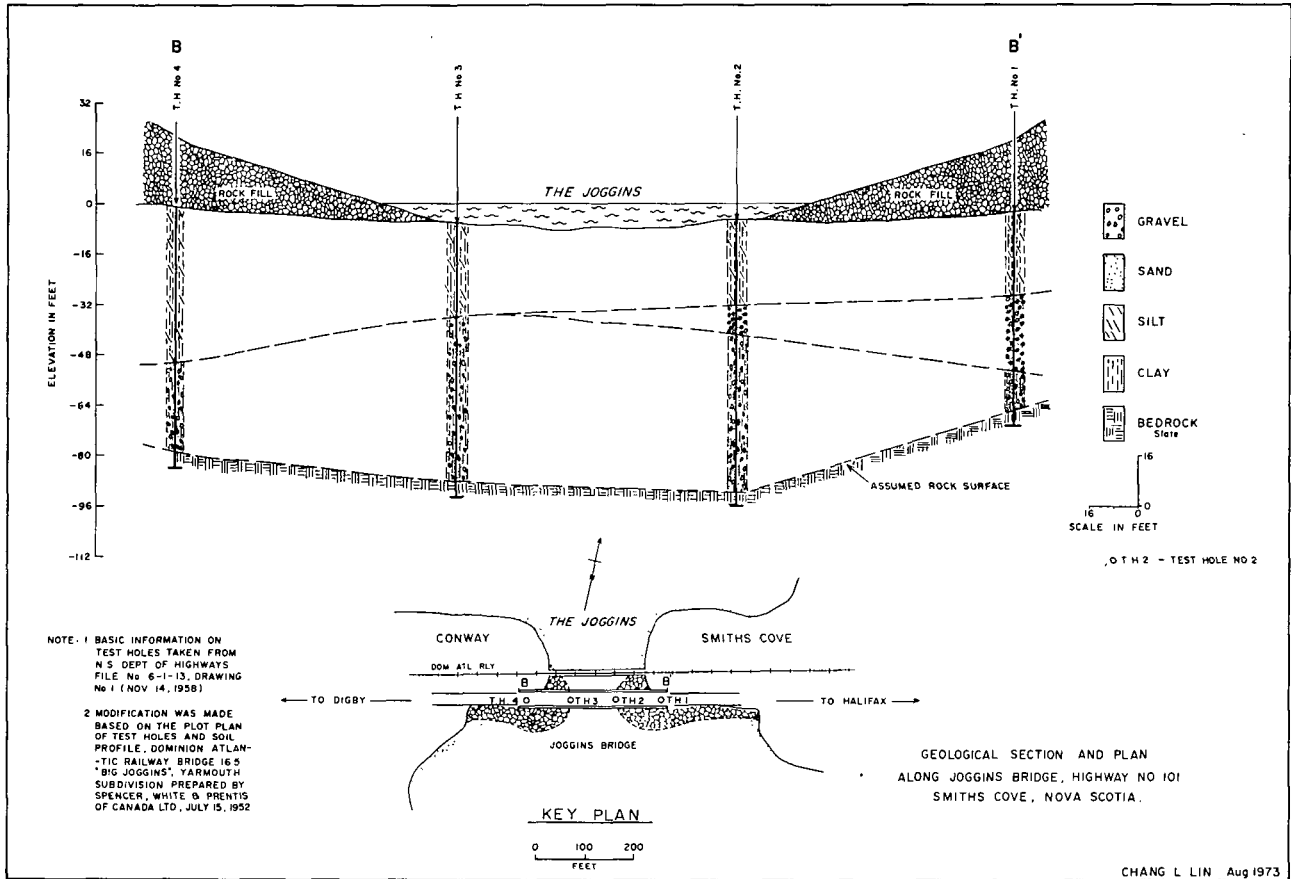 B
B'
T.H. No 4
T.H. No 3
T.H. No.2
T.H. No.1
32
16
0
-16
-32
-48
-64
-80
-96
-112
ELEVATION IN FEET
ROCK FILL
THE JOGGINS
ROCK FILL
ASSUMED ROCK SURFACE
GRAVEL
SAND
SILT
CLAY
BEDROCK
Slate
16
0
16 0
SCALE IN FEET
O T H 2 - TEST HOLE NO 2
THE JOGGINS
CONWAY
SMITHS COVE
DOM ATL RLY
B
B'
TO DIGBY
T H 4 O
O TH3
O TH2
O TH1
TO HALIFAX
JOGGINS BRIDGE
KEY PLAN
0 100 200
FEET
NOTE. 1 BASIC INFORMATION ON
TEST HOLES TAKEN FROM
N S DEPT OF HIGHWAYS
FILE No 6-1-13, DRAWING
No 1 (NOV 14, 1958)
2 MODIFICATION WAS MADE
BASED ON THE PLOT PLAN
OF TEST HOLES AND SOIL
PROFILE, DOMINION ATLAN-
-TIC RAILWAY BRIDGE 16 5
"BIG JOGGINS", YARMOUTH
SUBDIVISION PREPARED BY
SPENCER, WHITE & PRENTIS
OF CANADA LTD, JULY 15, 1952
GEOLOGICAL SECTION AND PLAN
ALONG JOGGINS BRIDGE, HIGHWAY NO 101
SMITHS COVE, NOVA SCOTIA.
CHANG L LIN Aug 1973